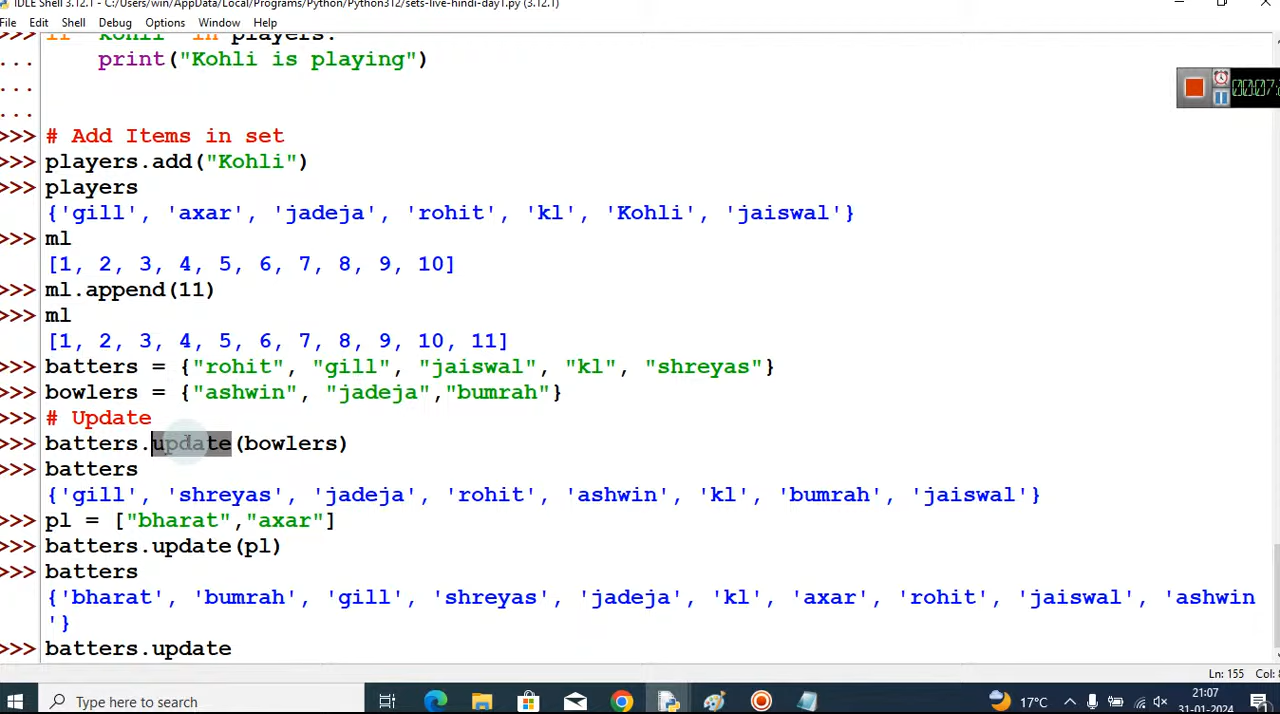 IDLE Shell 3.12.1 - C:/Users/win/AppData/Local/Programs/Python/Python312/sets-live-hindi-day1.py (3.12.1)
File Edit Shell Debug Options Window Help
>>> if "Kohli" in players:
... print("Kohli is playing")
...
...
>>> # Add Items in set
>>> players.add("Kohli")
>>> players
{'gill', 'axar', 'jadeja', 'rohit', 'kl', 'Kohli', 'jaiswal'}
>>> ml
[1, 2, 3, 4, 5, 6, 7, 8, 9, 10]
>>> ml.append(11)
>>> ml
[1, 2, 3, 4, 5, 6, 7, 8, 9, 10, 11]
>>> batters = {"rohit", "gill", "jaiswal", "kl", "shreyas"}
>>> bowlers = {"ashwin", "jadeja","bumrah"}
>>> # Update
>>> batters.update(bowlers)
>>> batters
{'gill', 'shreyas', 'jadeja', 'rohit', 'ashwin', 'kl', 'bumrah', 'jaiswal'}
>>> pl = ["bharat","axar"]
>>> batters.update(pl)
>>> batters
{'bharat', 'bumrah', 'gill', 'shreyas', 'jadeja', 'kl', 'axar', 'rohit', 'jaiswal', 'ashwin
'}
>>> batters.update
Ln: 155 Col:
Type here to search
17°C
21:07
31-01-2024